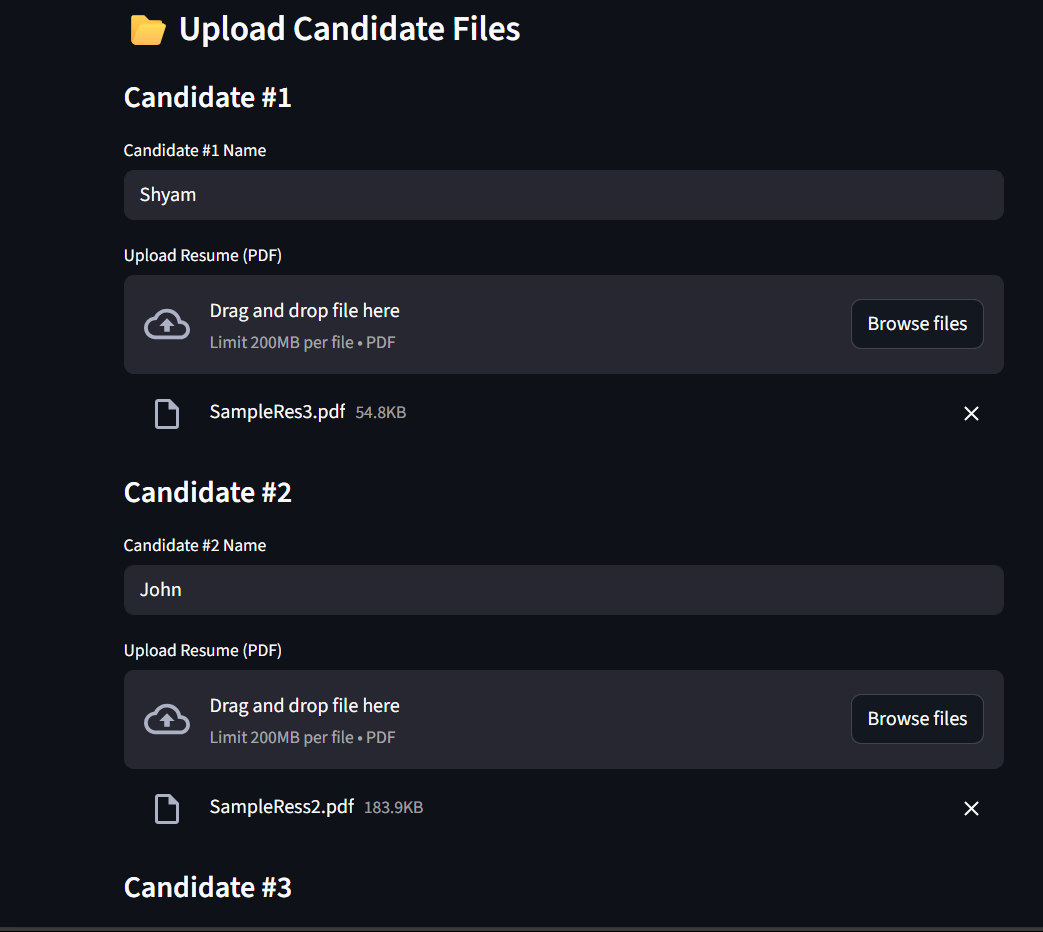 Upload Candidate Files
Candidate #1
Candidate #1 Name
Shyam
Upload Resume (PDF)
Drag and drop file here
Limit 200MB per file • PDF
Browse files
SampleRes3.pdf 54.8KB
Candidate #2
Candidate #2 Name
John
Upload Resume (PDF)
Drag and drop file here
Limit 200MB per file • PDF
Browse files
SampleRess2.pdf 183.9KB
Candidate #3